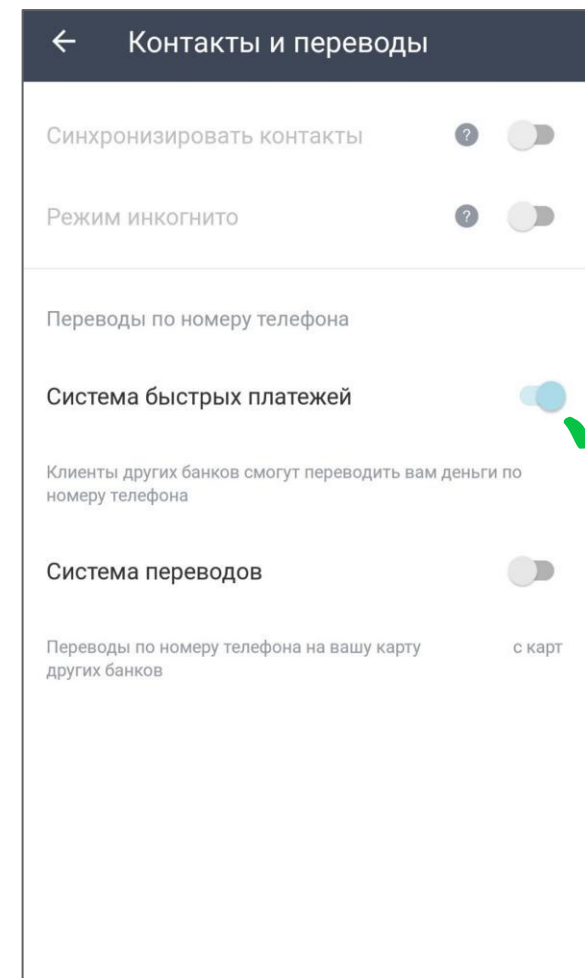 Контакты и переводы
Синхронизировать контакты ?
Режим инкогнито ?
Переводы по номеру телефона
Система быстрых платежей
Клиенты других банков смогут переводить вам деньги по
номеру телефона
Система переводов
Переводы по номеру телефона на вашу карту с карт
других банков